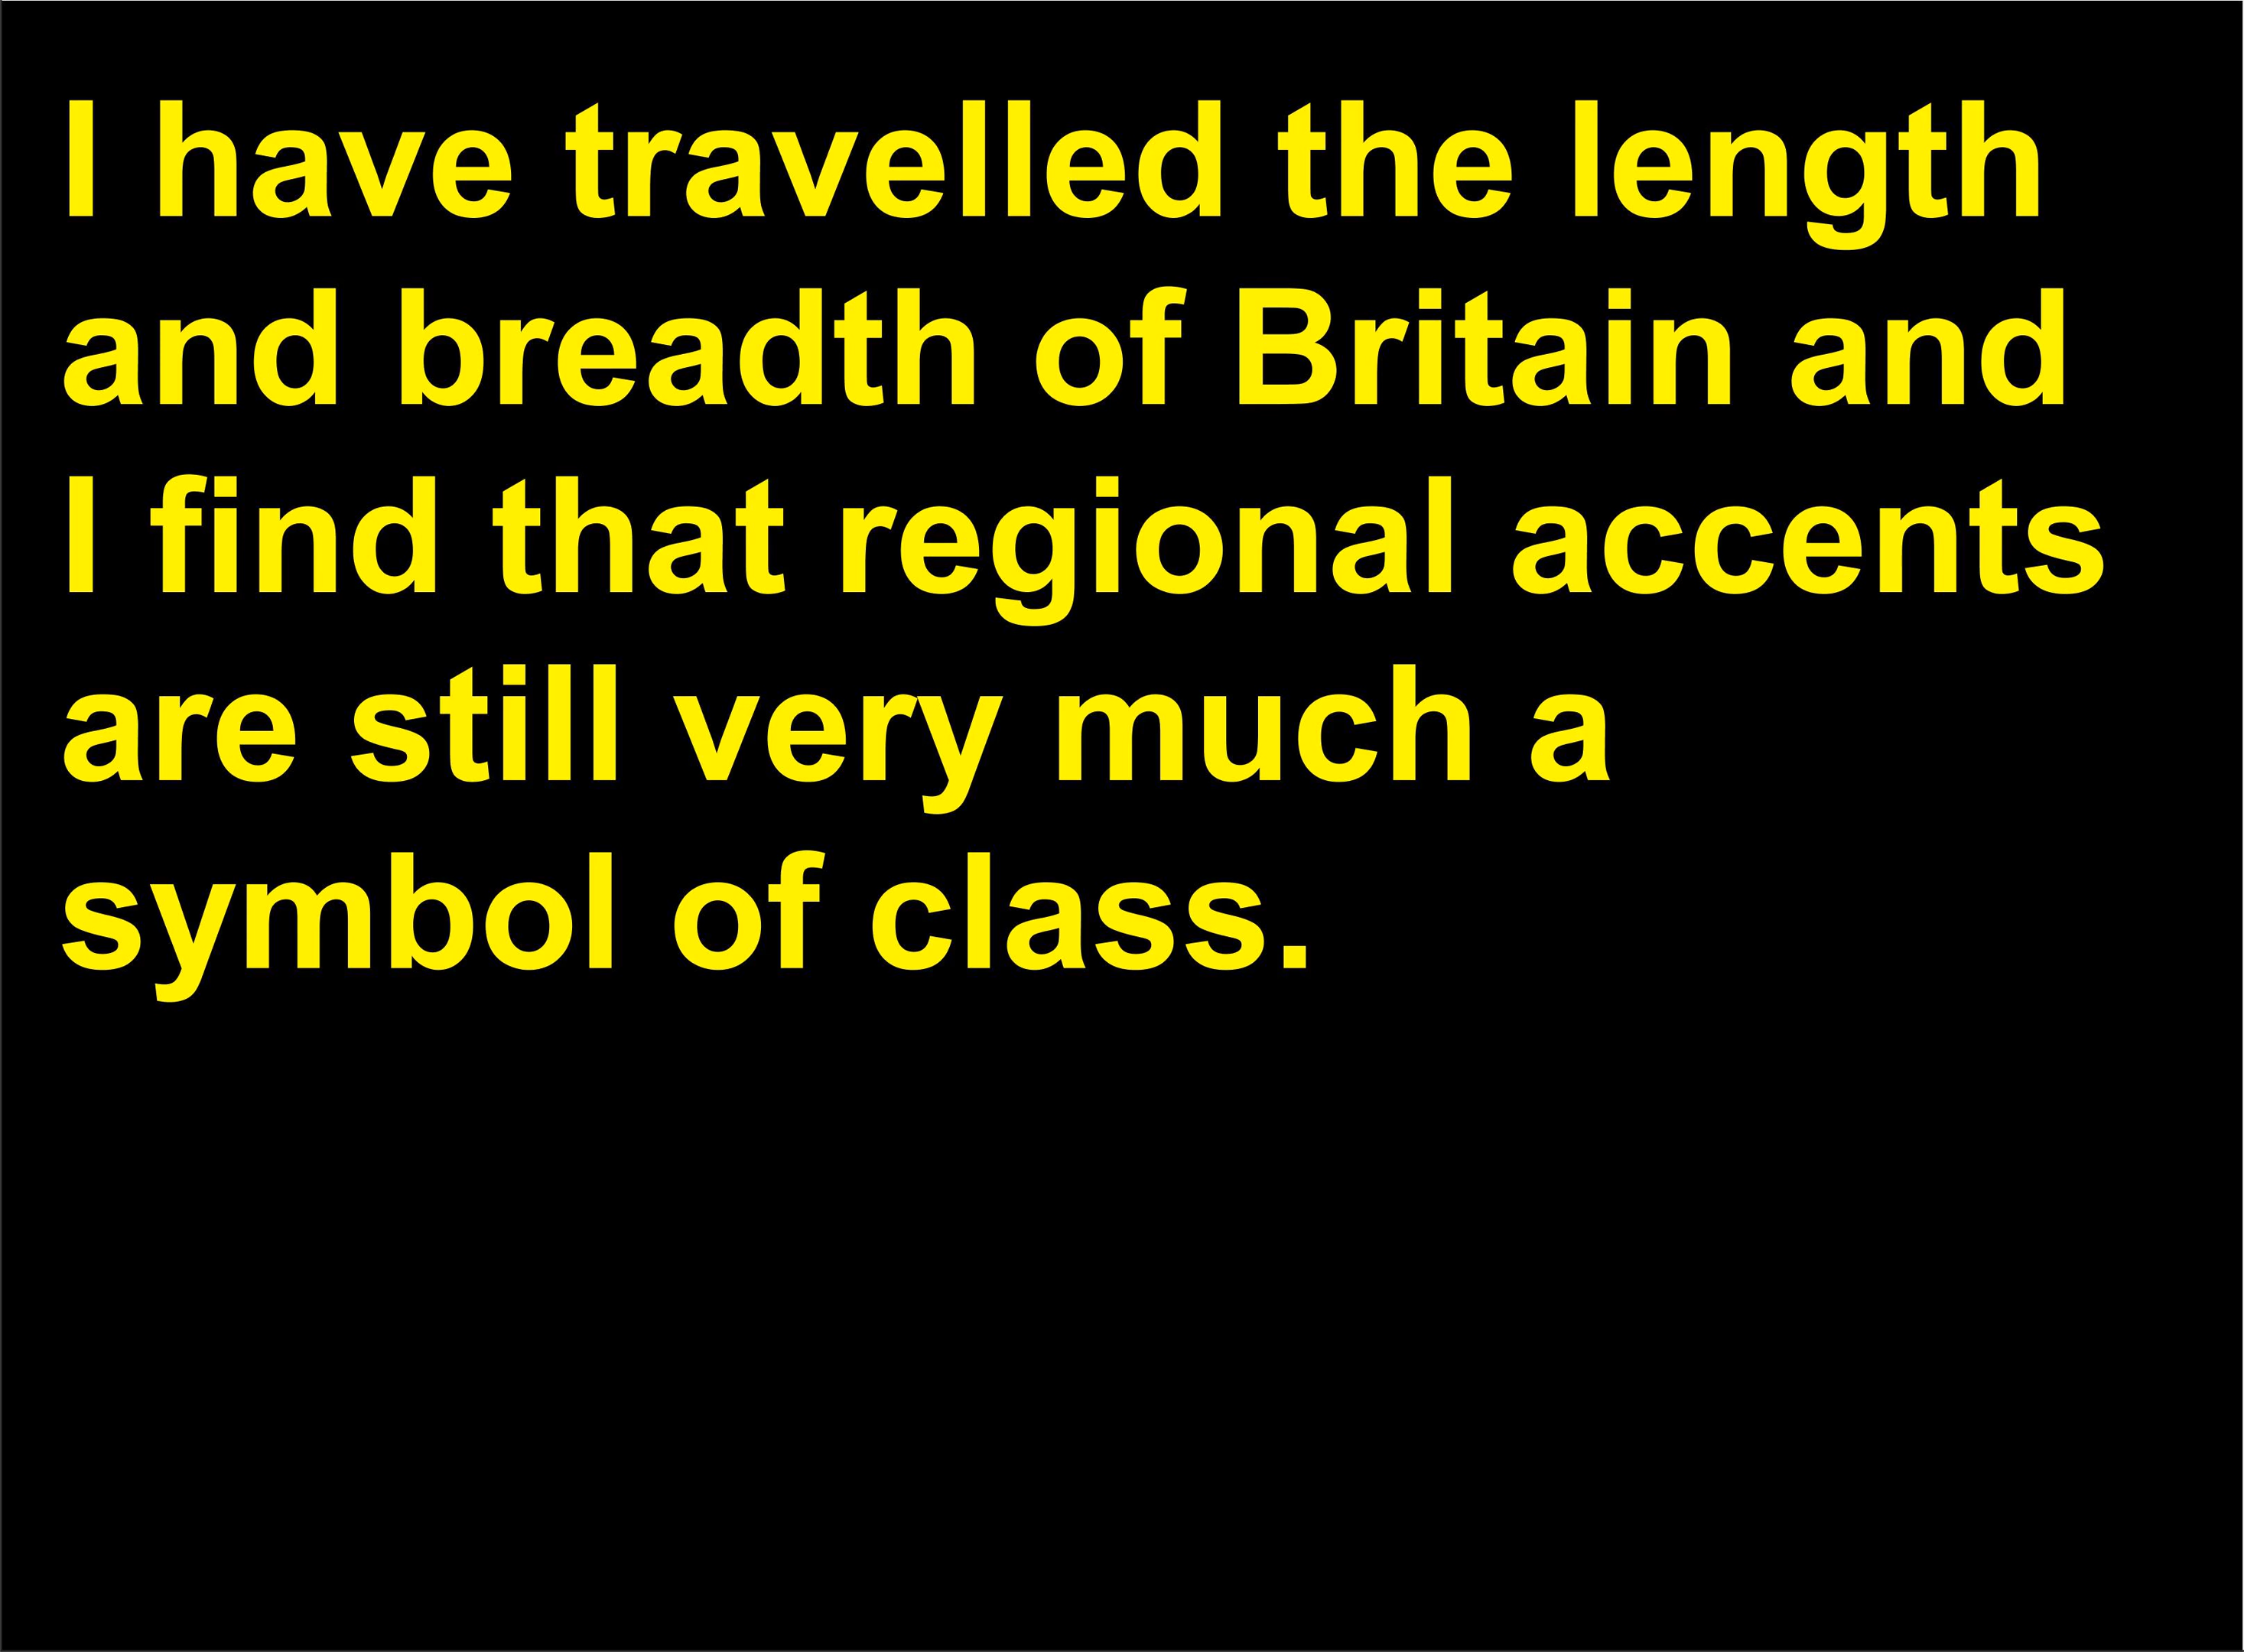 I have travelled the length
and breadth of Britain and
I find that regional accents
are still very much a
symbol of class.